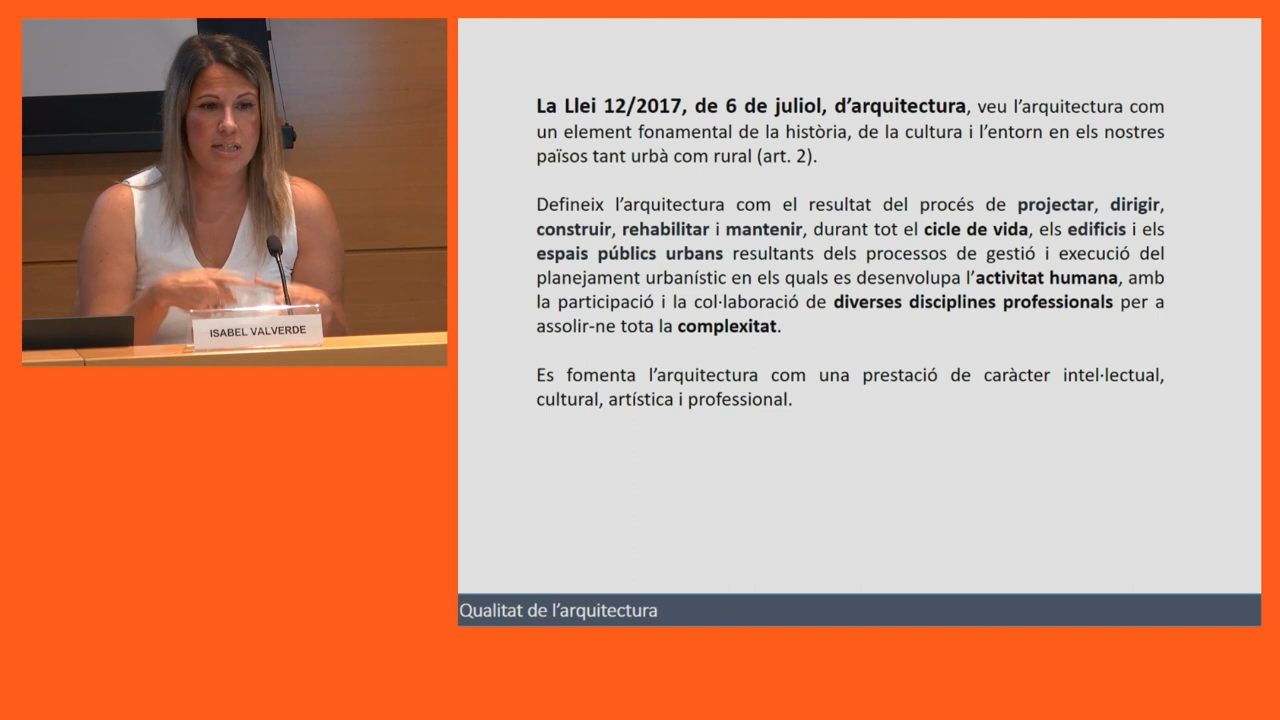 ISABEL VALVERDE
La Llei 12/2017, de 6 de juliol, d’arquitectura, veu l’arquitectura com
un element fonamental de la història, de la cultura i l’entorn en els nostres
països tant urbà com rural (art. 2).
Defineix l’arquitectura com el resultat del procés de projectar, dirigir,
construir, rehabilitar i mantenir, durant tot el cicle de vida, els edificis i els
espais públics urbans resultants dels processos de gestió i execució del
planejament urbanístic en els quals es desenvolupa l’activitat humana, amb
la participació i la col·laboració de diverses disciplines professionals per a
assolir-ne tota la complexitat.
Es fomenta l’arquitectura com una prestació de caràcter intel·lectual,
cultural, artística i professional.
Qualitat de l’arquitectura